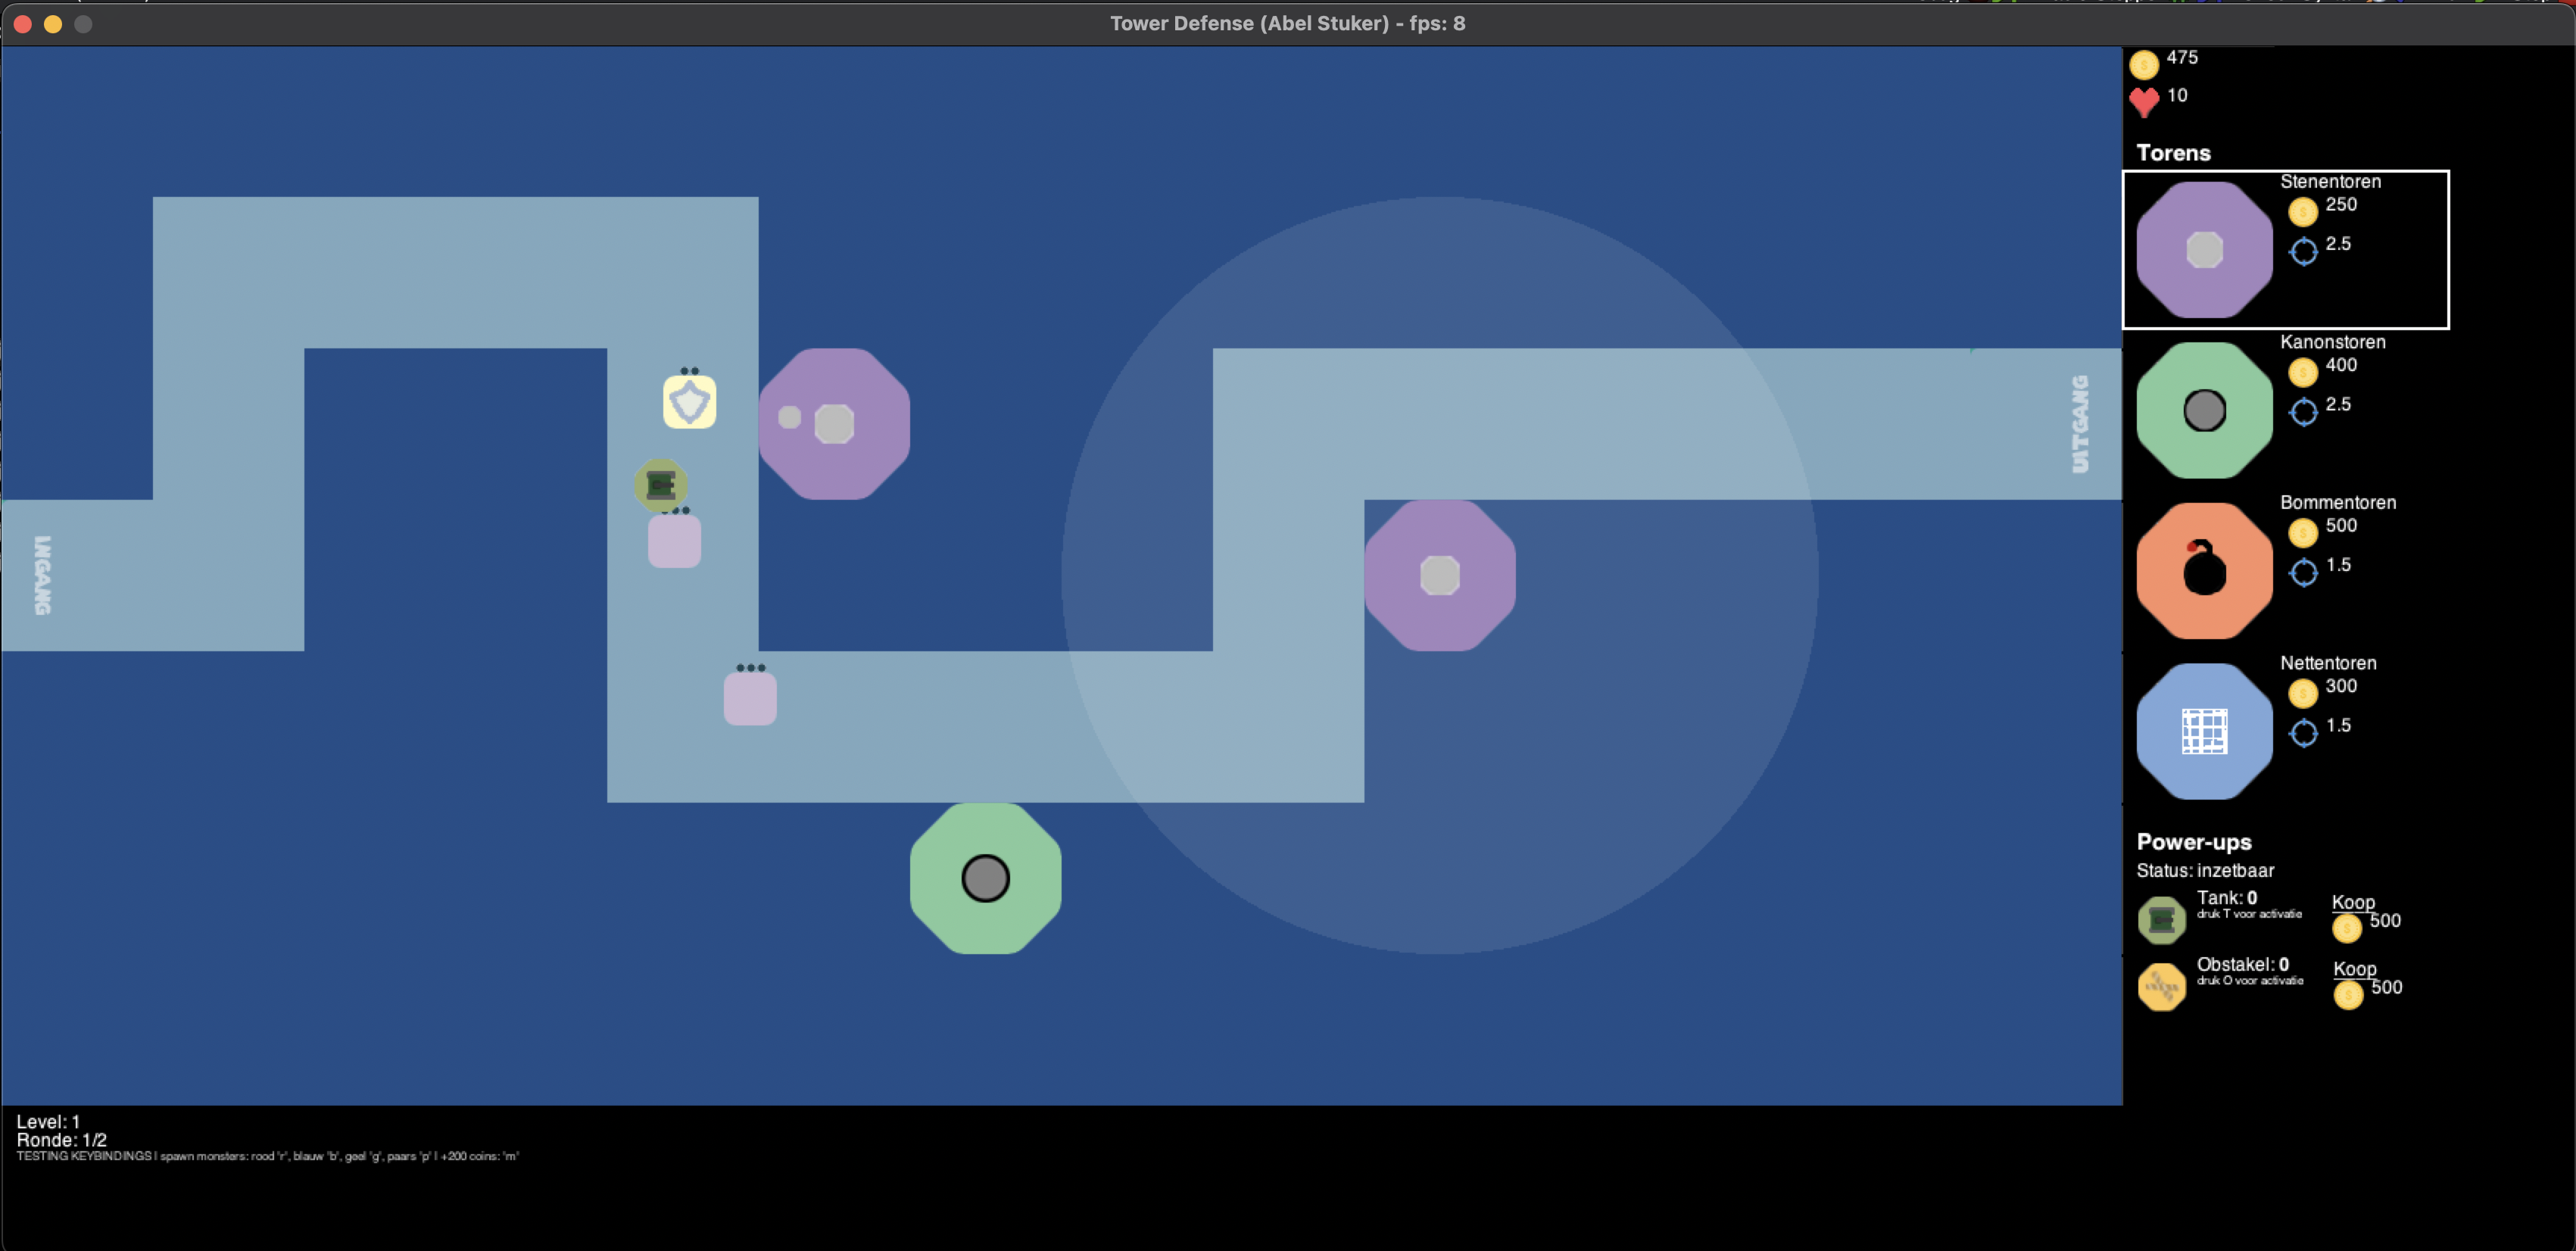 Tower Defense (Abel Stuker) - fps: 8
475
10
Torens
Stenentoren
250
2.5
Kanonstoren
400
2.5
Bommentoren
500
1.5
Nettentoren
300
1.5
Power-ups
Status: inzetbaar
Tank: 0
druk T voor activatie
Koop
500
Obstakel: 0
druk O voor activatie
Koop
500
INGANG
UITGANG
Level: 1
Ronde: 1/2
TESTING KEYBINDINGS | spawn monsters: rood 'r', blauw 'b', geel 'g', paars 'p' | +200 coins: 'm'